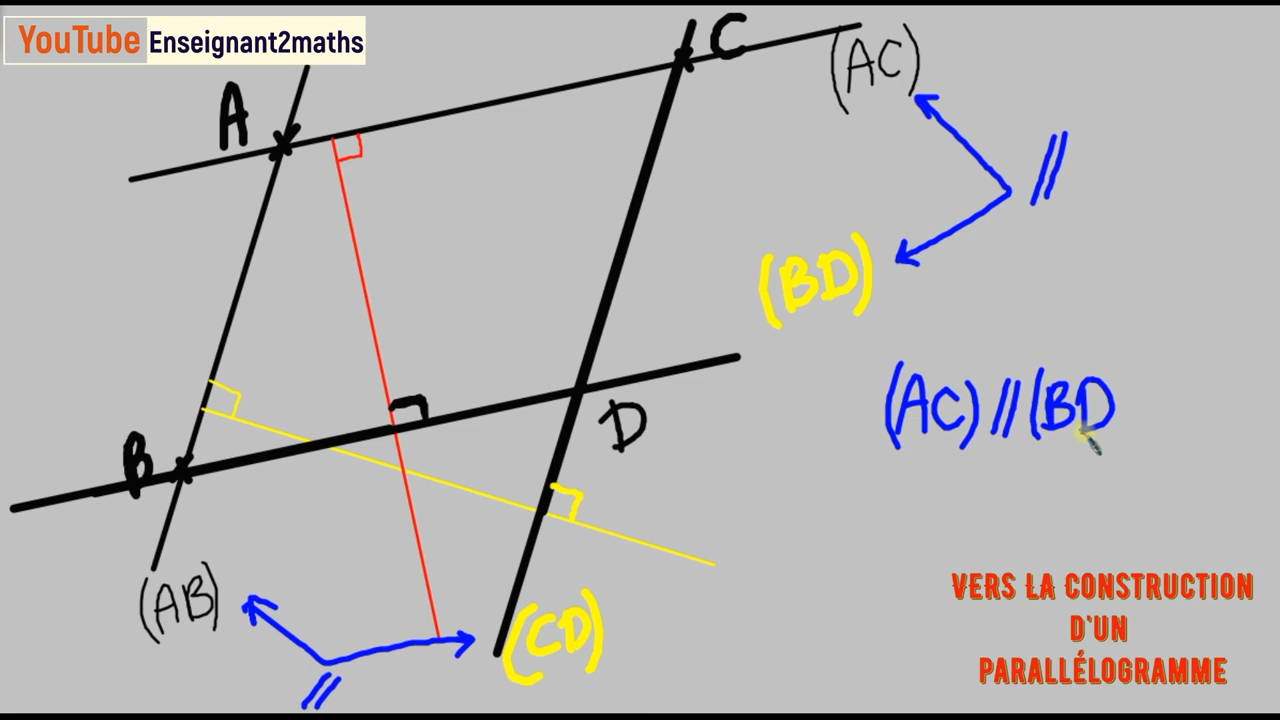 YouTube Enseignant2maths
C
(AC)
A
//
(BD)
(AC) // (BD
D
B
(AB)
(CD)
//
VERS LA CONSTRUCTION
D'UN
PARALLÉLOGRAMME